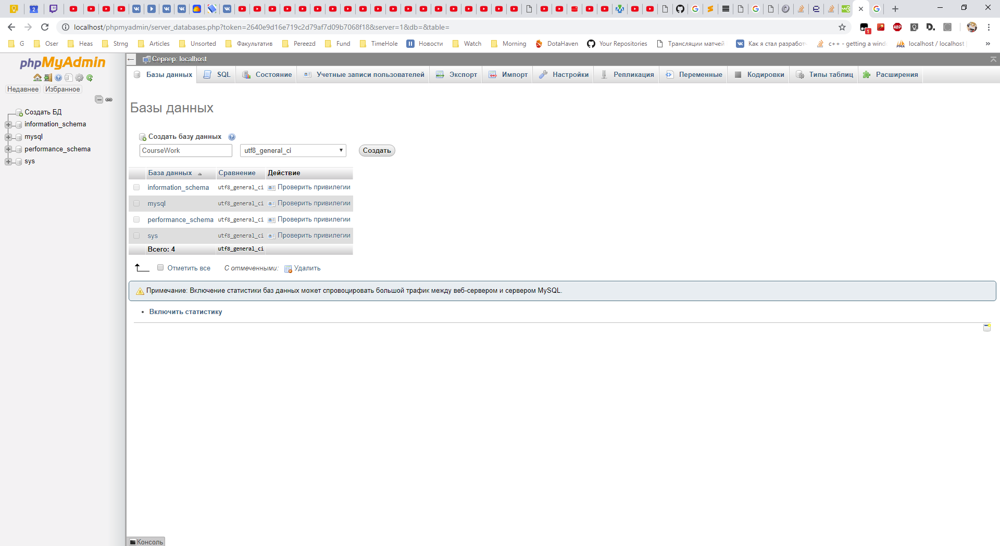 localhost/phpmyadmin/server_databases.php?token=2640e9d16e719c2d79af7d09b7068f18&server=1&db=&table=
G Oser Heas Strng Articles Unsorted Факультатив Pereezd Fund TimeHole Новости Watch Morning DotaHaven Your Repositories Трансляции матчей Как я стал разработ c++ - getting a wind localhost / localhost
phpMyAdmin
Недавнее Избранное
Создать БД
information_schema
mysql
performance_schema
sys
Сервер: localhost
Базы данных SQL Состояние Учетные записи пользователей Экспорт Импорт Настройки Репликация Переменные Кодировки Типы таблиц Расширения
Базы данных
Создать базу данных
CourseWork utf8_general_ci Создать
База данных Сравнение Действие
information_schema utf8_general_ci Проверить привилегии
mysql utf8_general_ci Проверить привилегии
performance_schema utf8_general_ci Проверить привилегии
sys utf8_general_ci Проверить привилегии
Всего: 4 utf8_general_ci
Отметить все С отмеченными: Удалить
Примечание: Включение статистики баз данных может спровоцировать большой трафик между веб-сервером и сервером MySQL.
• Включить статистику
Консоль